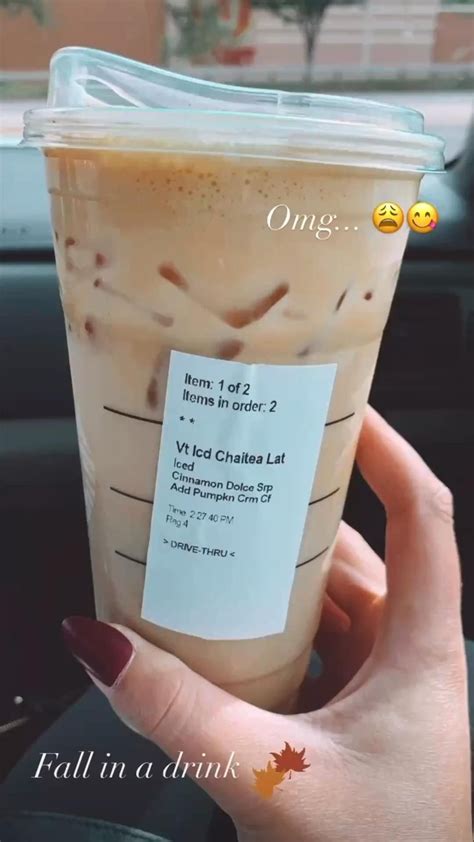 Omg... 😩😋
Item: 1 of 2
Items in order: 2
* *
Vt Icd Chaitea Lat
Iced
Cinnamon Dolce Srp
Add Pumpkn Crm Cf
Time: 2:27:40 PM
Reg 4
> DRIVE-THRU <
Fall in a drink